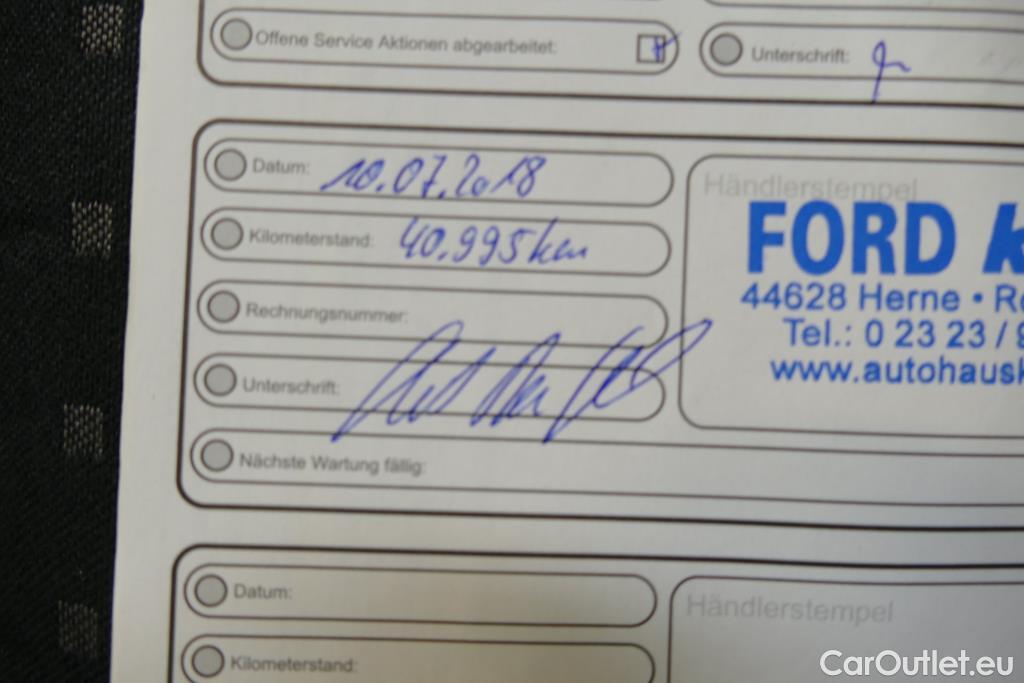 Offene Service Aktionen abgearbeitet:
Unterschrift:
Datum: 10.07.2018
Kilometerstand: 40.995 km
Rechnungsnummer:
Unterschrift:
Nächste Wartung fällig:
Händlerstempel
FORD
44628 Herne •
Tel.: 0 23 23 /
www.autohaus
Datum:
Kilometerstand:
Händlerstempel
CarOutlet.eu